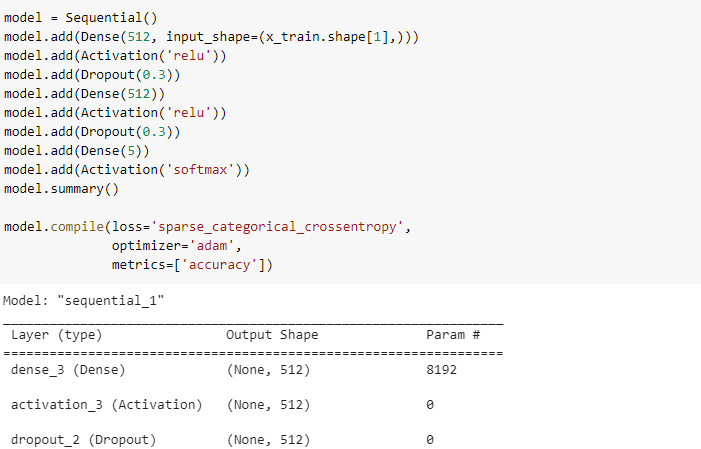 model = Sequential()
model.add(Dense(512, input_shape=(x_train.shape[1],)))
model.add(Activation('relu'))
model.add(Dropout(0.3))
model.add(Dense(512))
model.add(Activation('relu'))
model.add(Dropout(0.3))
model.add(Dense(5))
model.add(Activation('softmax'))
model.summary()

model.compile(loss='sparse_categorical_crossentropy',
              optimizer='adam',
              metrics=['accuracy'])
Model: "sequential_1"
_________________________________________________________________
 Layer (type)                Output Shape              Param #
=================================================================
 dense_3 (Dense)             (None, 512)               8192
 activation_3 (Activation)   (None, 512)               0
 dropout_2 (Dropout)         (None, 512)               0